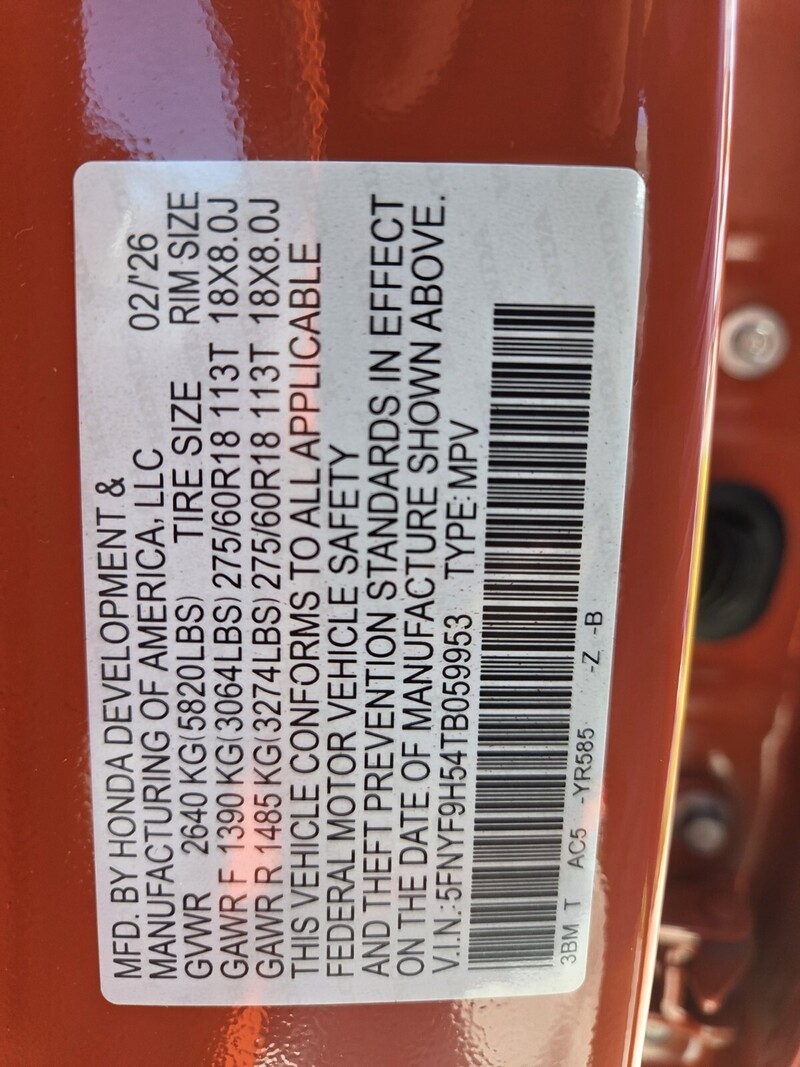 MFD. BY HONDA DEVELOPMENT &
MANUFACTURING OF AMERICA, LLC 02/'26
GVWR 2640 KG(5820LBS) TIRE SIZE RIM SIZE
GAWR F 1390 KG(3064LBS) 275/60R18 113T 18X8.0J
GAWR R 1485 KG(3274LBS) 275/60R18 113T 18X8.0J
THIS VEHICLE CONFORMS TO ALL APPLICABLE
FEDERAL MOTOR VEHICLE SAFETY
AND THEFT PREVENTION STANDARDS IN EFFECT
ON THE DATE OF MANUFACTURE SHOWN ABOVE.
V.I.N.:5FNYF9H54TB059953 TYPE: MPV
3BM T AC5 -YR585 -Z -B